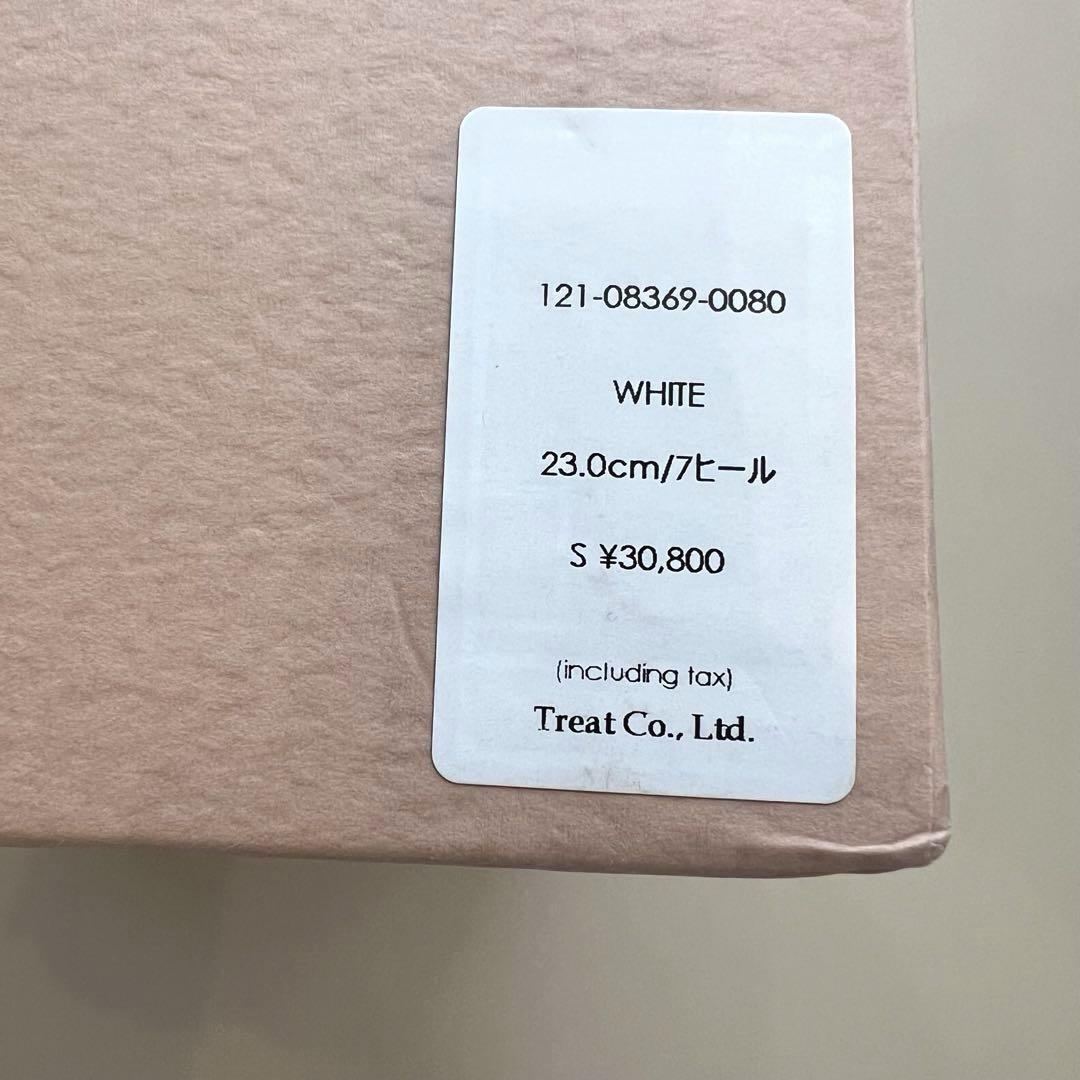 121-08369-0080
WHITE
23.0cm/7ヒール
S ¥30,800
(including tax)
Treat Co., Ltd.